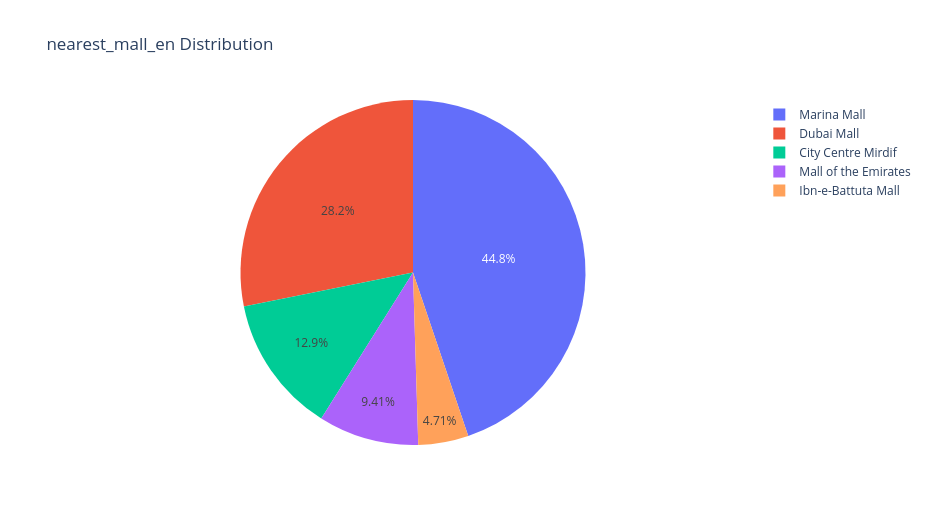 nearest_mall_en Distribution
Marina Mall
Dubai Mall
City Centre Mirdif
Mall of the Emirates
Ibn-e-Battuta Mall
28.2%
44.8%
12.9%
9.41%
4.71%